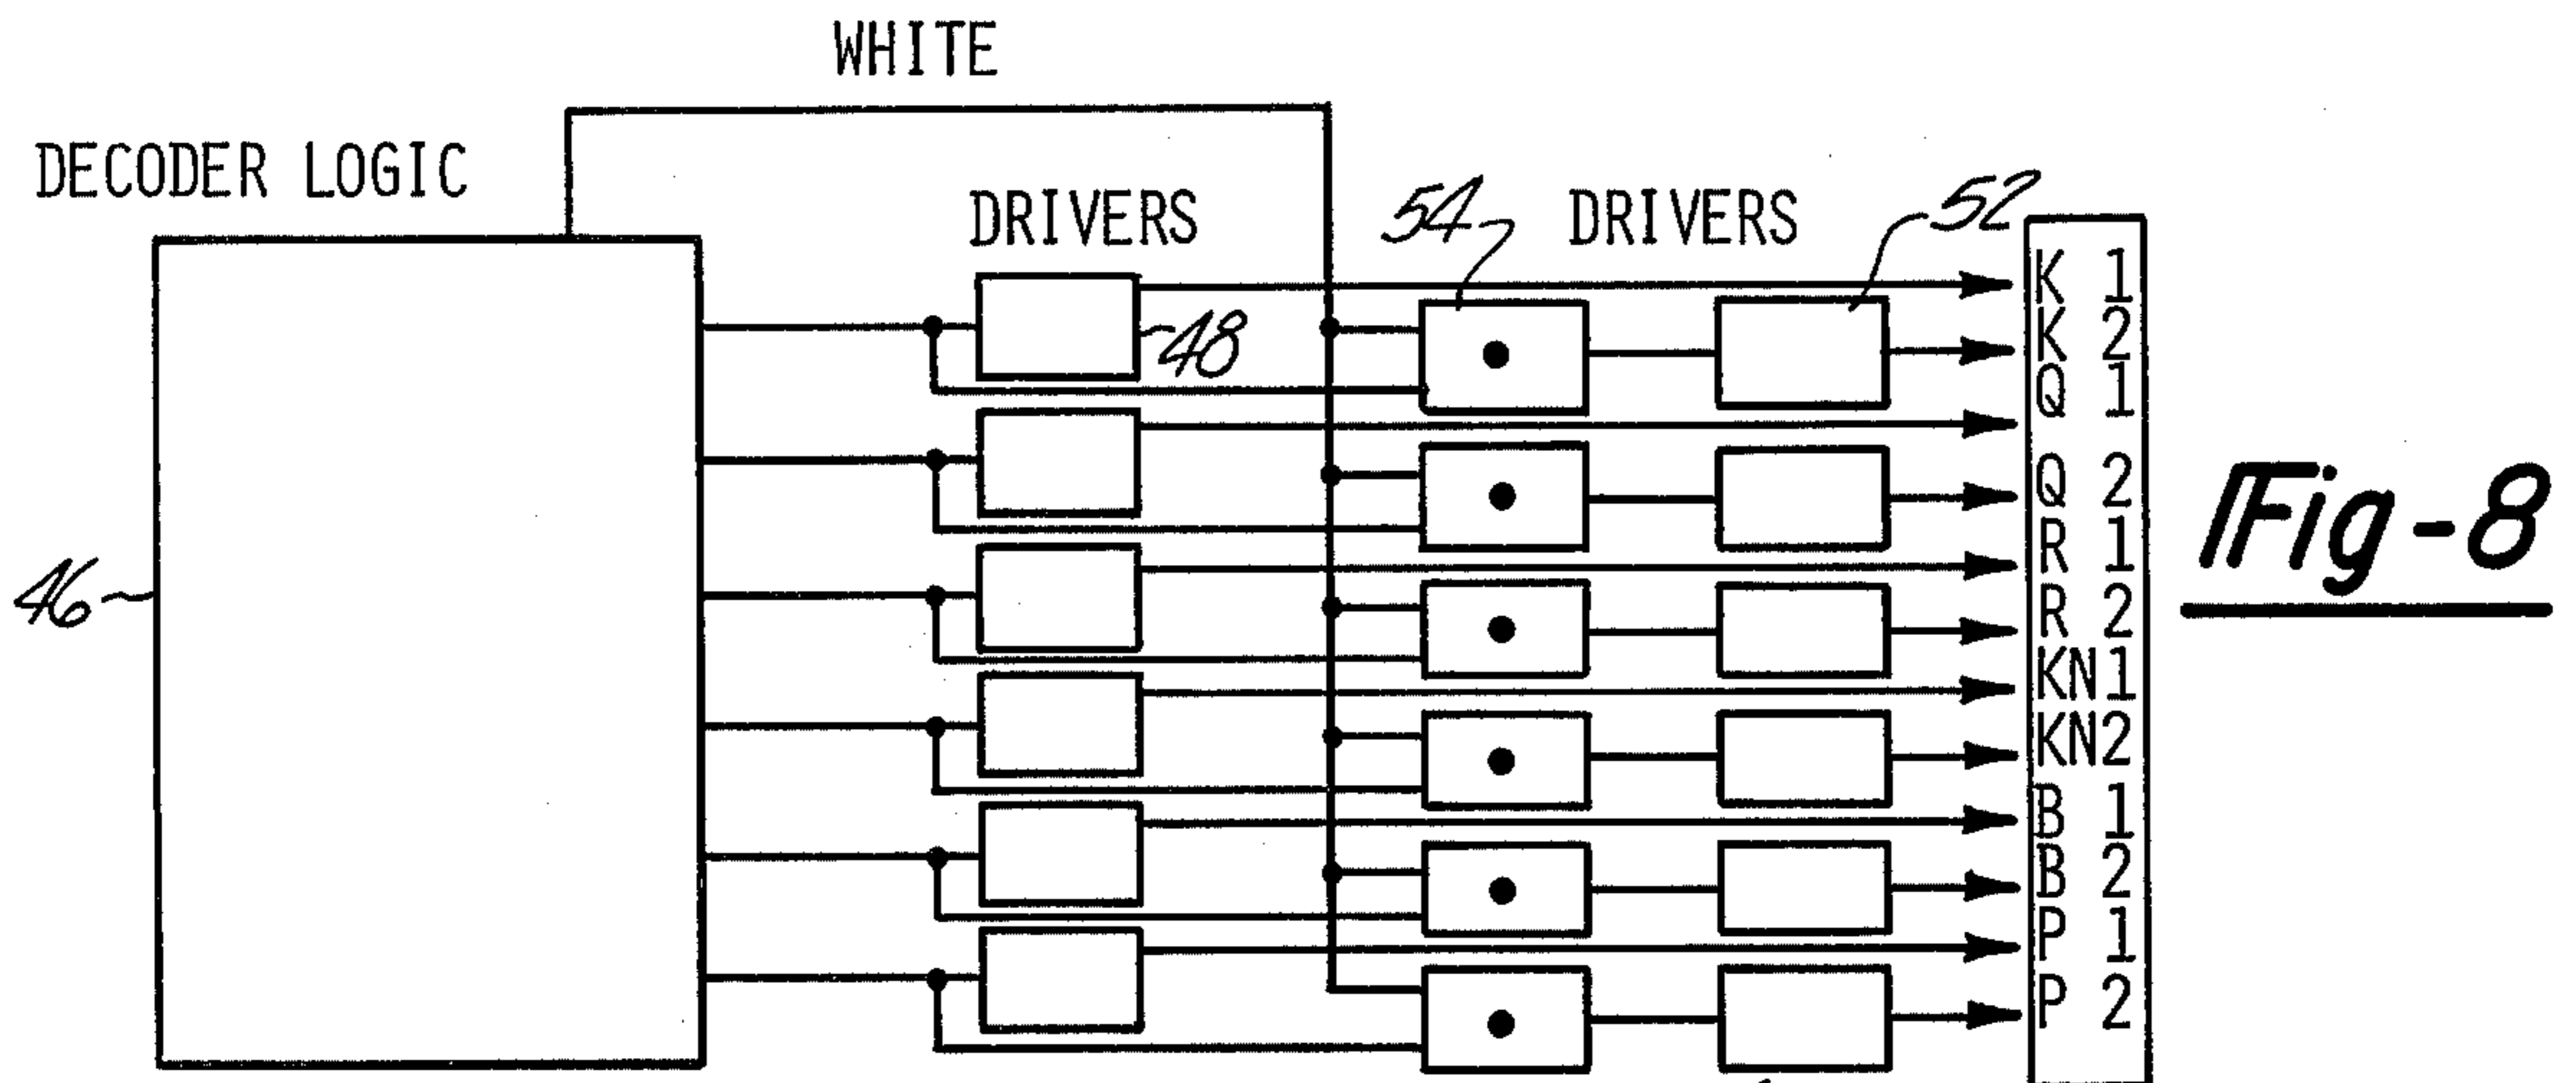 WHITE
DECODER LOGIC
DRIVERS
54
DRIVERS
52
48
46
K 1
K 2
Q 1
Q 2
R 1
R 2
KN1
KN2
B 1
B 2
P 1
P 2
Fig-8